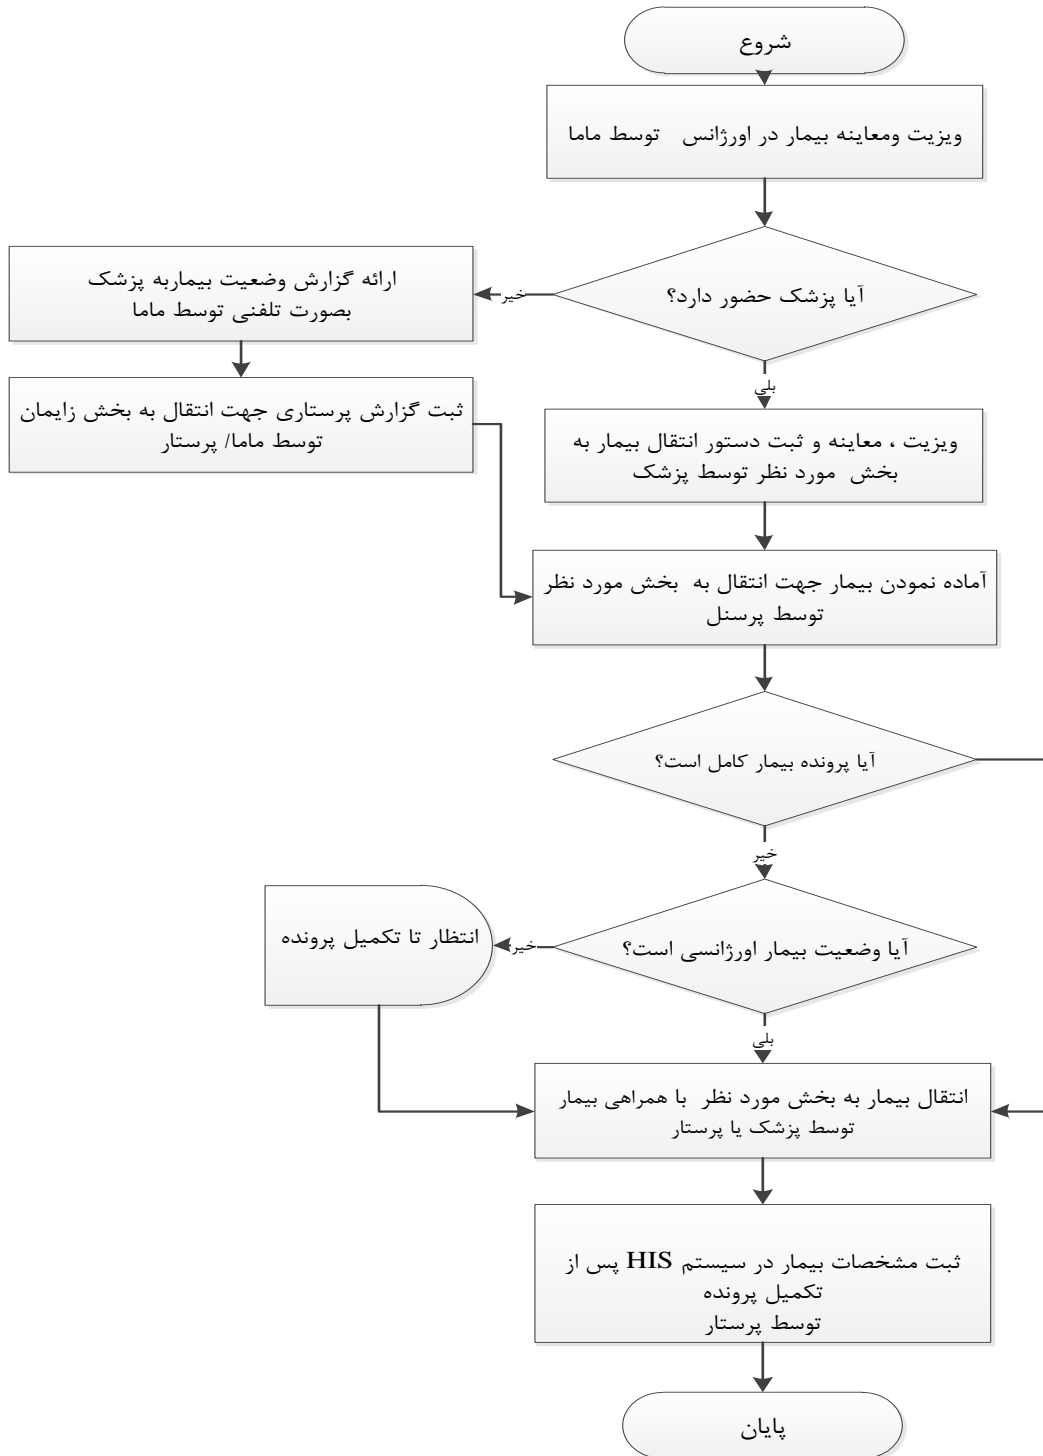 شروع
ویزیت ومعاینه بیمار در اورژانس توسط ماما
آیا پزشک حضور دارد؟
خیر
ارائه گزارش وضعیت بیماربه پزشک
بصورت تلفنی توسط ماما
ثبت گزارش پرستاری جهت انتقال به بخش زایمان
توسط ماما/ پرستار
بلی
ویزیت ، معاینه و ثبت دستور انتقال بیمار به
بخش مورد نظر توسط پزشک
آماده نمودن بیمار جهت انتقال به بخش مورد نظر
توسط پرسنل
آیا پرونده بیمار کامل است؟
خیر
آیا وضعیت بیمار اورژانسی است؟
خیر
انتظار تا تکمیل پرونده
بلی
انتقال بیمار به بخش مورد نظر با همراهی بیمار
توسط پزشک یا پرستار
ثبت مشخصات بیمار در سیستم HIS پس از
تکمیل پرونده
توسط پرستار
پایان